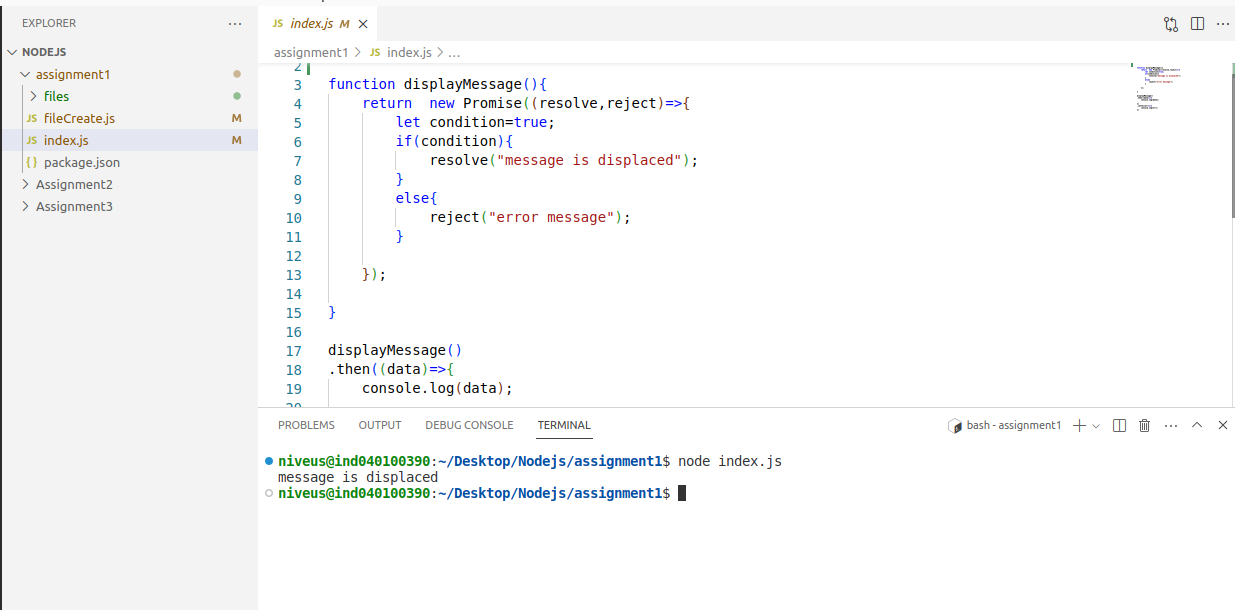 EXPLORER
···
JS index.js M ×
···
NODEJS
assignment1 > JS index.js > ...
assignment1
files
JS fileCreate.js M
JS index.js M
{} package.json
Assignment2
Assignment3
2
3 function displayMessage(){
4 return  new Promise((resolve,reject)=>{
5 let condition=true;
6 if(condition){
7 resolve("message is displaced");
8 }
9 else{
10 reject("error message");
11 }
12
13 });
14
15 }
16
17 displayMessage()
18 .then((data)=>{
19 console.log(data);
20
PROBLEMS OUTPUT DEBUG CONSOLE TERMINAL
bash - assignment1
niveus@ind040100390:~/Desktop/Nodejs/assignment1$ node index.js
message is displaced
niveus@ind040100390:~/Desktop/Nodejs/assignment1$